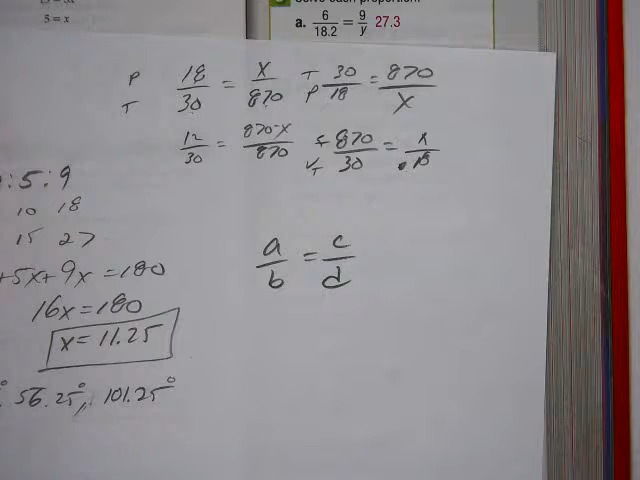 5 = x
Solve each proportion.
a. 6/18.2 = 9/y 27.3
P 18/30 = x/870 T 30/P 18 = 870/x
T
12/30 = 870-x/870 870/30 = x/18
:5:9
10 18
15 27
+5x+9x=180
16x=180
x=11.25
a/b = c/d
56.25°, 101.25°